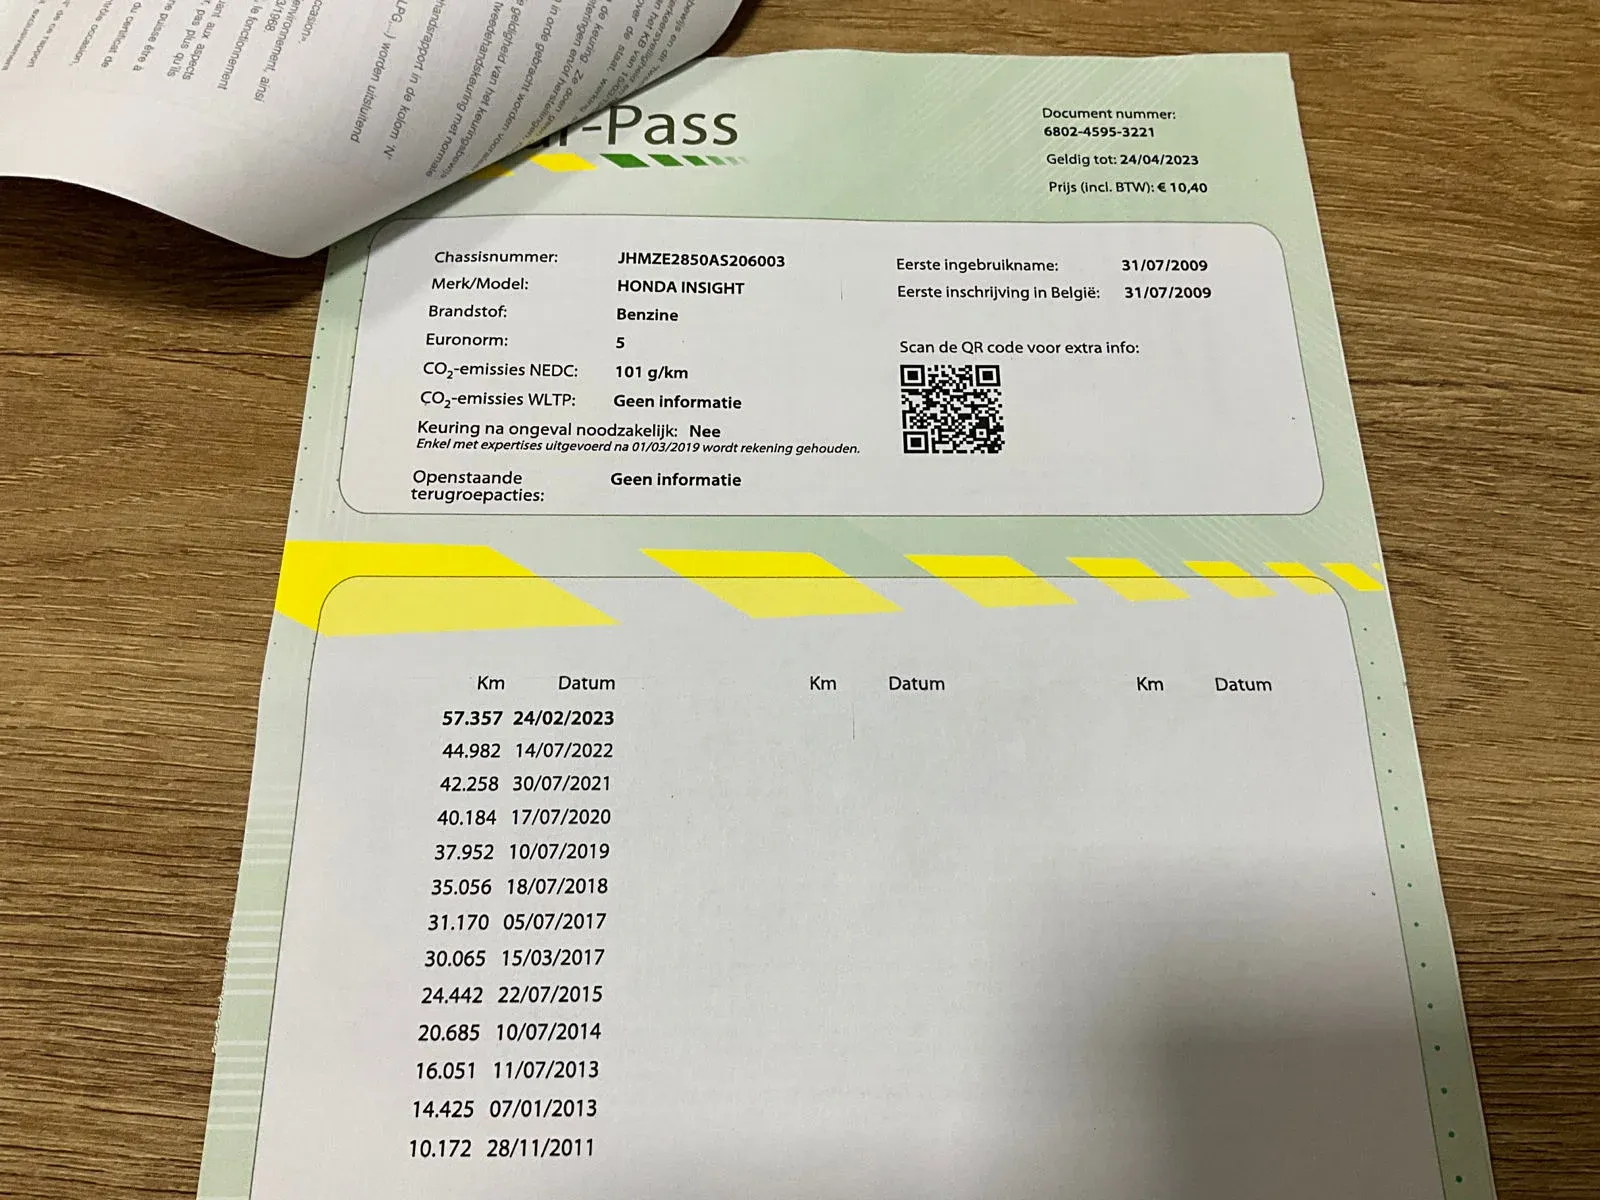 LPG...) worden uitsluitend
-Pass
Document nummer:
6802-4595-3221
Geldig tot: 24/04/2023
Prijs (incl. BTW): € 10,40
Chassisnummer: JHMZE2850AS206003
Merk/Model: HONDA INSIGHT
Brandstof: Benzine
Euronorm: 5
CO2-emissies NEDC: 101 g/km
CO2-emissies WLTP: Geen informatie
Keuring na ongeval noodzakelijk: Nee
Enkel met expertises uitgevoerd na 01/03/2019 wordt rekening gehouden.
Openstaande
terugroepacties: Geen informatie
Eerste ingebruikname: 31/07/2009
Eerste inschrijving in België: 31/07/2009
Scan de QR code voor extra info:
Km Datum Km Datum Km Datum
57.357 24/02/2023
44.982 14/07/2022
42.258 30/07/2021
40.184 17/07/2020
37.952 10/07/2019
35.056 18/07/2018
31.170 05/07/2017
30.065 15/03/2017
24.442 22/07/2015
20.685 10/07/2014
16.051 11/07/2013
14.425 07/01/2013
10.172 28/11/2011